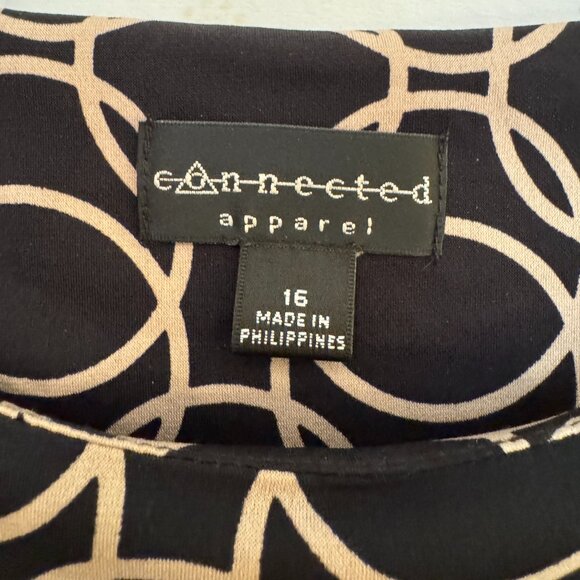 connected
apparel
16
MADE IN
PHILIPPINES